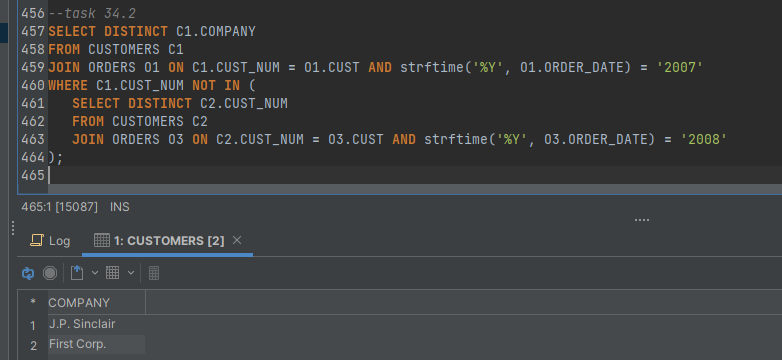 456 --task 34.2
457 SELECT DISTINCT C1.COMPANY
458 FROM CUSTOMERS C1
459 JOIN ORDERS O1 ON C1.CUST_NUM = O1.CUST AND strftime('%Y', O1.ORDER_DATE) = '2007'
460 WHERE C1.CUST_NUM NOT IN (
461    SELECT DISTINCT C2.CUST_NUM
462    FROM CUSTOMERS C2
463    JOIN ORDERS O3 ON C2.CUST_NUM = O3.CUST AND strftime('%Y', O3.ORDER_DATE) = '2008'
464 );
465
465:1 [15087] INS
Log 1: CUSTOMERS [2]
* COMPANY
1 J.P. Sinclair
2 First Corp.